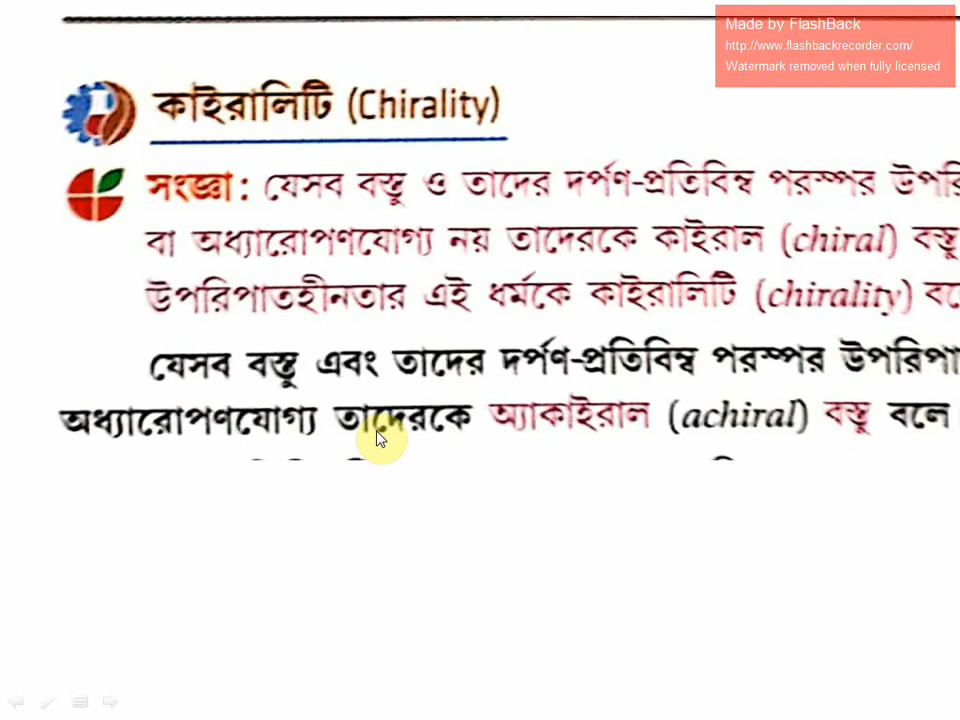 Made by FlashBack
http://www.flashbackrecorder.com/
Watermark removed when fully licensed
কাইরালিটি (Chirality)
সংজ্ঞা : যেসব বস্তু ও তাদের দর্পণ-প্রতিবিম্ব পরস্পর
বা অধ্যারোপণযোগ্য নয় তাদেরকে কাইরাল (chiral) বস্তু
উপরিপাতহীনতার এই ধর্মকে কাইরালিটি (chirality)
যেসব বস্তু এবং তাদের দর্পণ-প্রতিবিম্ব পরস্পর
অধ্যারোপণযোগ্য তাদেরকে অ্যাকাইরাল (achiral) বস্তু বলে